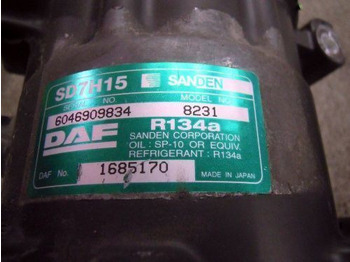 SD7H15 SANDEN
SERIAL NO. MODEL NO.
6046909834 8231
DAF R134a
SANDEN CORPORATION
OIL : SP-10 OR EQUIV.
REFRIGERANT : R134a
DAF No. 1685170 MADE IN JAPAN